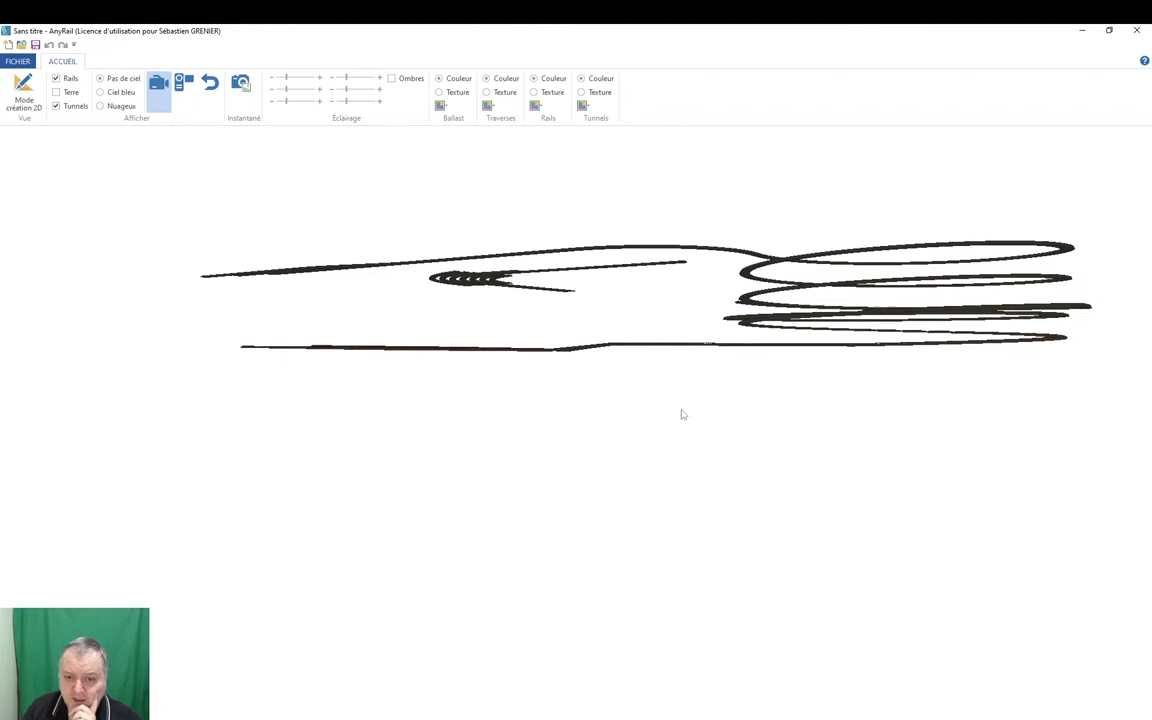 Sans titre - AnyRail (Licence d'utilisation pour Sébastien GRENIER)
FICHIER
ACCUEIL
Mode création 2D
Vue
Rails
Terre
Tunnels
Pas de ciel
Ciel bleu
Nuageux
Afficher
Instantané
Ombres
Éclairage
Couleur
Texture
Ballast
Couleur
Texture
Traverses
Couleur
Texture
Rails
Couleur
Texture
Tunnels